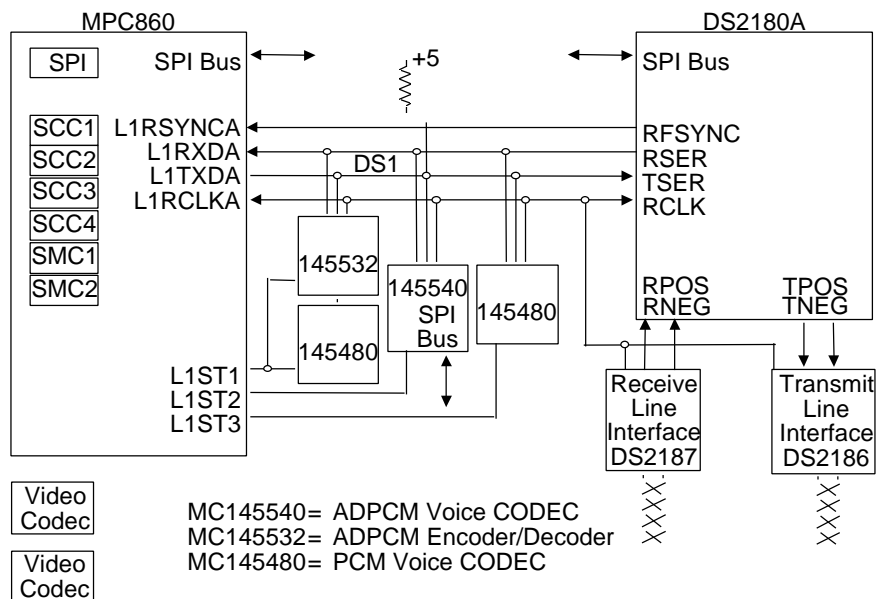 MPC860
DS2180A
SPI
SPI Bus
+5
SPI Bus
SCC1
SCC2
SCC3
SCC4
SMC1
SMC2
L1RSYNCA
L1RXDA
L1TXDA
L1RCLKA
DS1
RFSYNC
RSER
TSER
RCLK
145532
145480
145540
SPI
Bus
145480
RPOS
RNEG
TPOS
TNEG
L1ST1
L1ST2
L1ST3
Receive
Line
Interface
DS2187
Transmit
Line
Interface
DS2186
Video
Codec
Video
Codec
MC145540= ADPCM Voice CODEC
MC145532= ADPCM Encoder/Decoder
MC145480= PCM Voice CODEC